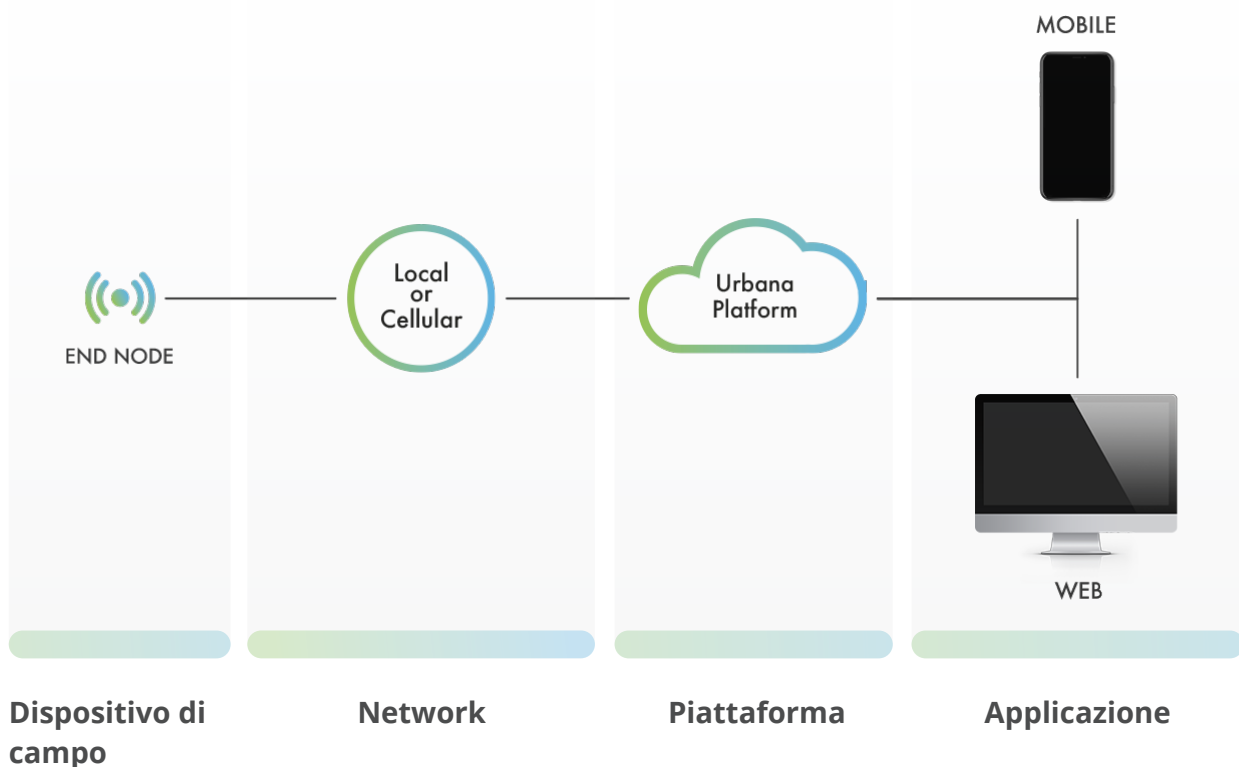 MOBILE
END NODE
Local
or
Cellular
Urbana
Platform
WEB
Dispositivo di
campo
Network
Piattaforma
Applicazione